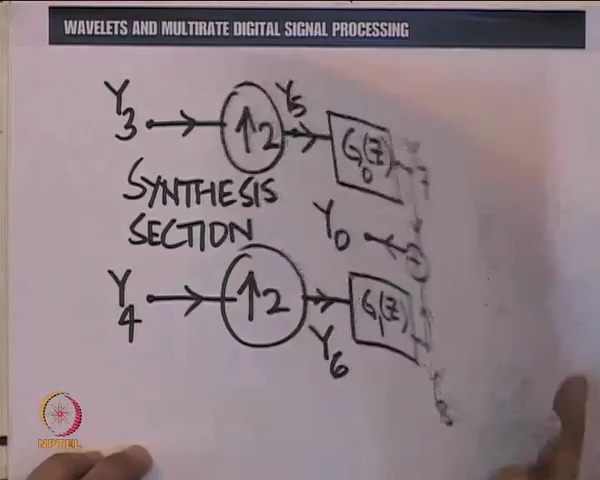 WAVELETS AND MULTIRATE DIGITAL SIGNAL PROCESSING
Y3 ↑2 Y5 G0(Z)
SYNTHESIS
SECTION
Y0 +
Y4 ↑2 Y6 G1(Z)
NPTEL